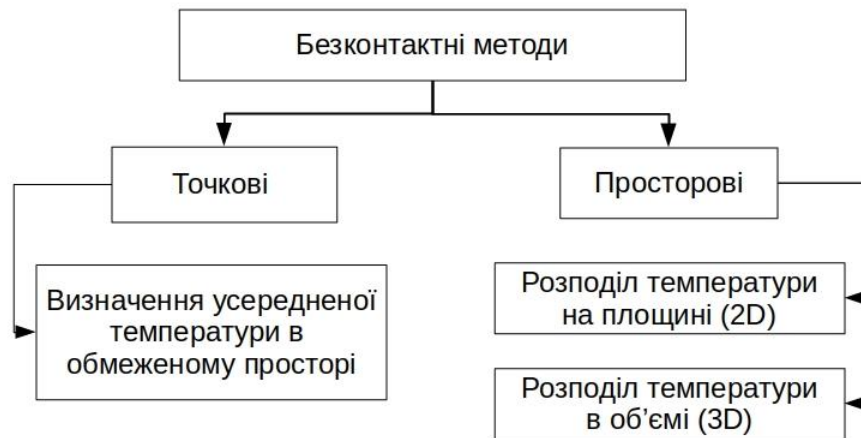 Безконтактні методи
Точкові
Просторові
Визначення усередненої
температури в
обмеженому просторі
Розподіл температури
на площині (2D)
Розподіл температури
в об’ємі (3D)